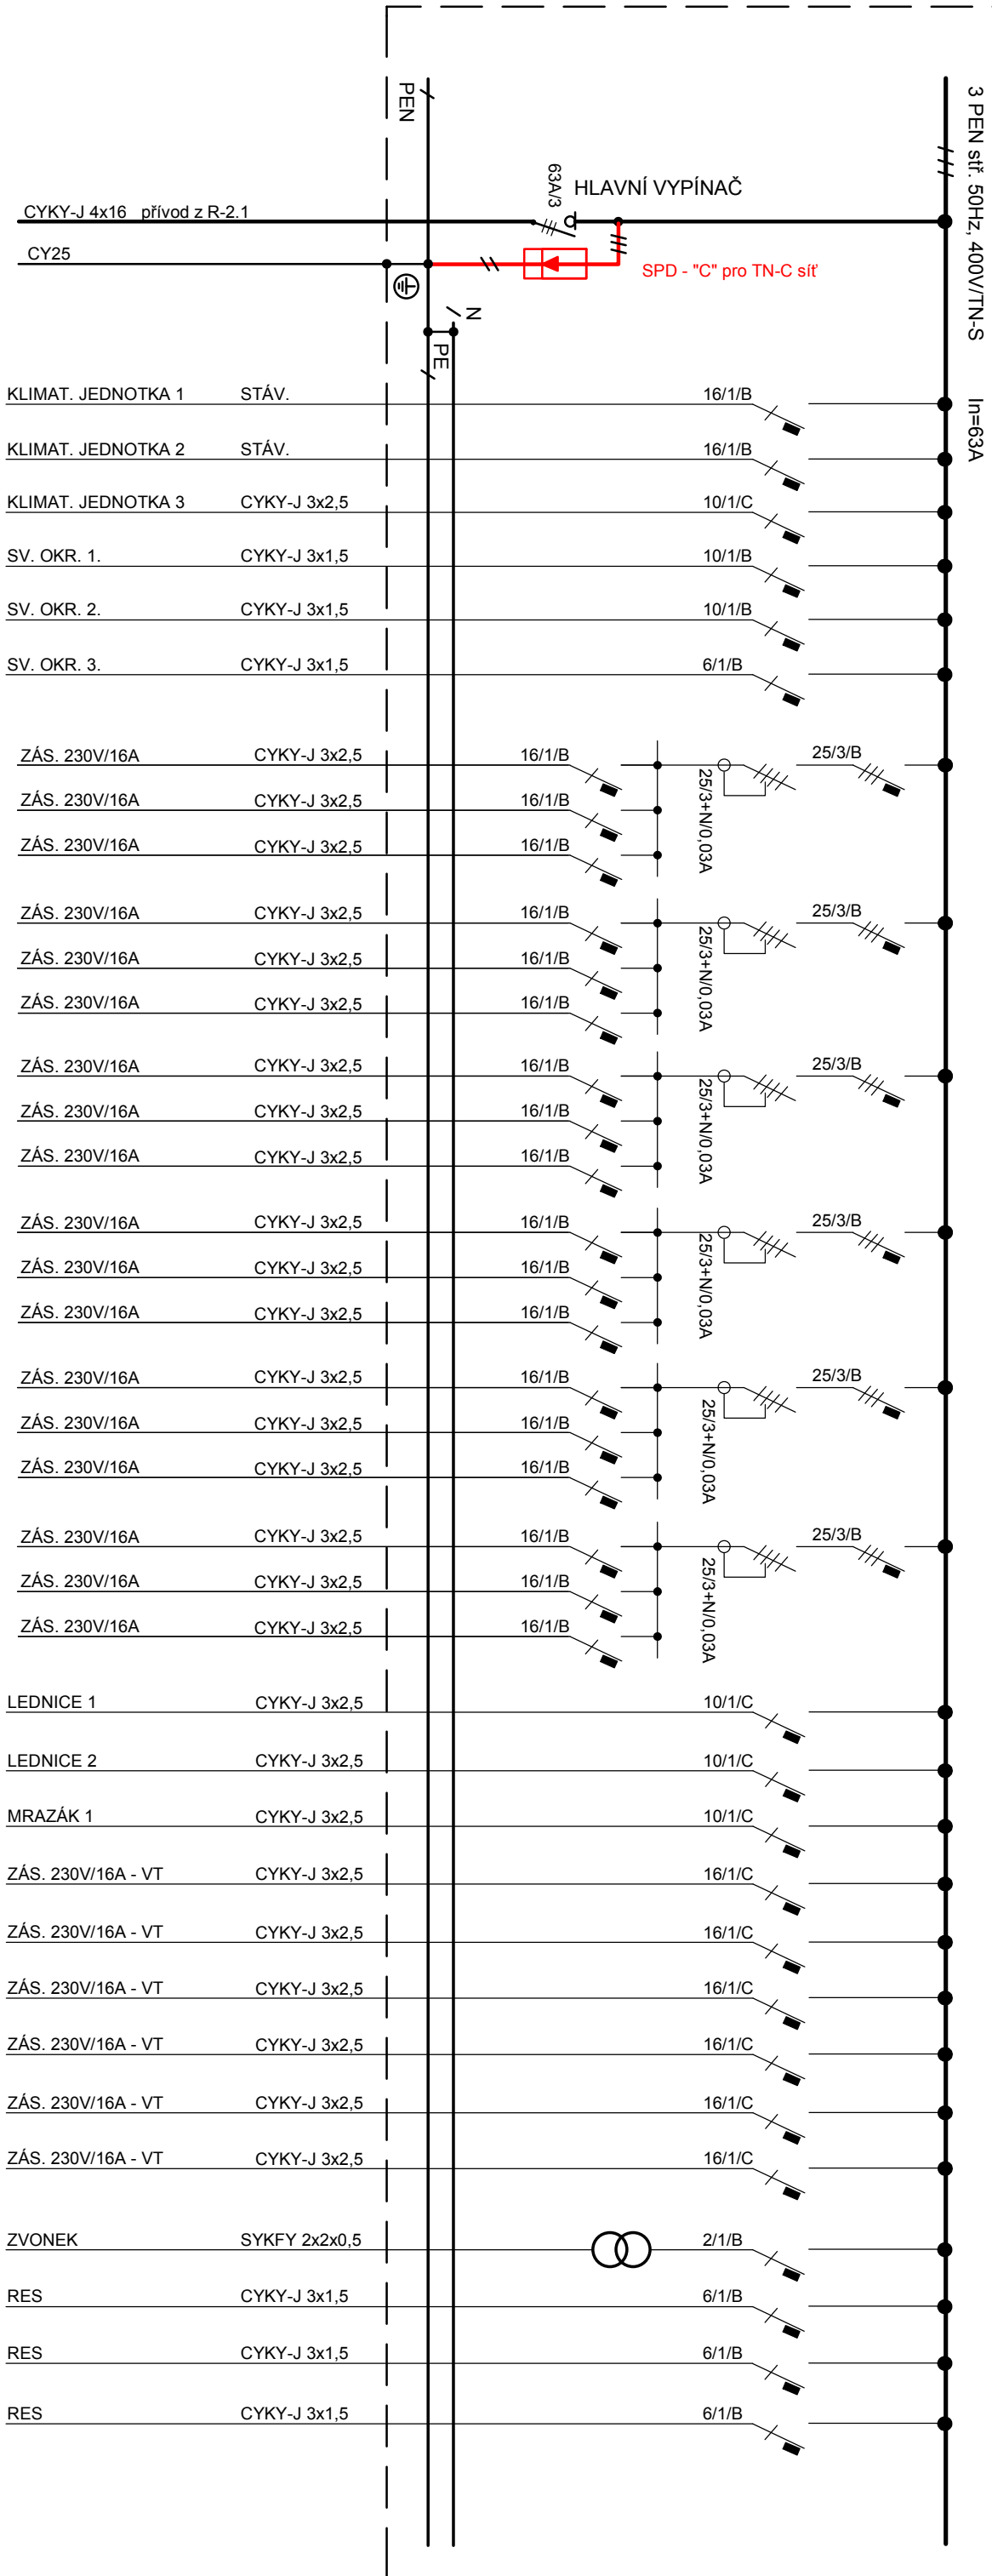 3 PEN stř. 50Hz, 400V/TN-S In=63A
PEN
63A/3
HLAVNÍ VYPÍNAČ
CYKY-J 4x16 přívod z R-2.1
CY25
SPD - "C" pro TN-C síť
N
PE
KLIMAT. JEDNOTKA 1 STÁV. 16/1/B
KLIMAT. JEDNOTKA 2 STÁV. 16/1/B
KLIMAT. JEDNOTKA 3 CYKY-J 3x2,5 10/1/C
SV. OKR. 1. CYKY-J 3x1,5 10/1/B
SV. OKR. 2. CYKY-J 3x1,5 10/1/B
SV. OKR. 3. CYKY-J 3x1,5 6/1/B
ZÁS. 230V/16A CYKY-J 3x2,5 16/1/B 25/3+N/0,03A 25/3/B
ZÁS. 230V/16A CYKY-J 3x2,5 16/1/B
ZÁS. 230V/16A CYKY-J 3x2,5 16/1/B
ZÁS. 230V/16A CYKY-J 3x2,5 16/1/B 25/3+N/0,03A 25/3/B
ZÁS. 230V/16A CYKY-J 3x2,5 16/1/B
ZÁS. 230V/16A CYKY-J 3x2,5 16/1/B
ZÁS. 230V/16A CYKY-J 3x2,5 16/1/B 25/3+N/0,03A 25/3/B
ZÁS. 230V/16A CYKY-J 3x2,5 16/1/B
ZÁS. 230V/16A CYKY-J 3x2,5 16/1/B
ZÁS. 230V/16A CYKY-J 3x2,5 16/1/B 25/3+N/0,03A 25/3/B
ZÁS. 230V/16A CYKY-J 3x2,5 16/1/B
ZÁS. 230V/16A CYKY-J 3x2,5 16/1/B
ZÁS. 230V/16A CYKY-J 3x2,5 16/1/B 25/3+N/0,03A 25/3/B
ZÁS. 230V/16A CYKY-J 3x2,5 16/1/B
ZÁS. 230V/16A CYKY-J 3x2,5 16/1/B
ZÁS. 230V/16A CYKY-J 3x2,5 16/1/B 25/3+N/0,03A 25/3/B
ZÁS. 230V/16A CYKY-J 3x2,5 16/1/B
ZÁS. 230V/16A CYKY-J 3x2,5 16/1/B
LEDNICE 1 CYKY-J 3x2,5 10/1/C
LEDNICE 2 CYKY-J 3x2,5 10/1/C
MRAZÁK 1 CYKY-J 3x2,5 10/1/C
ZÁS. 230V/16A - VT CYKY-J 3x2,5 16/1/C
ZÁS. 230V/16A - VT CYKY-J 3x2,5 16/1/C
ZÁS. 230V/16A - VT CYKY-J 3x2,5 16/1/C
ZÁS. 230V/16A - VT CYKY-J 3x2,5 16/1/C
ZÁS. 230V/16A - VT CYKY-J 3x2,5 16/1/C
ZÁS. 230V/16A - VT CYKY-J 3x2,5 16/1/C
ZVONEK SYKFY 2x2x0,5 2/1/B
RES CYKY-J 3x1,5 6/1/B
RES CYKY-J 3x1,5 6/1/B
RES CYKY-J 3x1,5 6/1/B